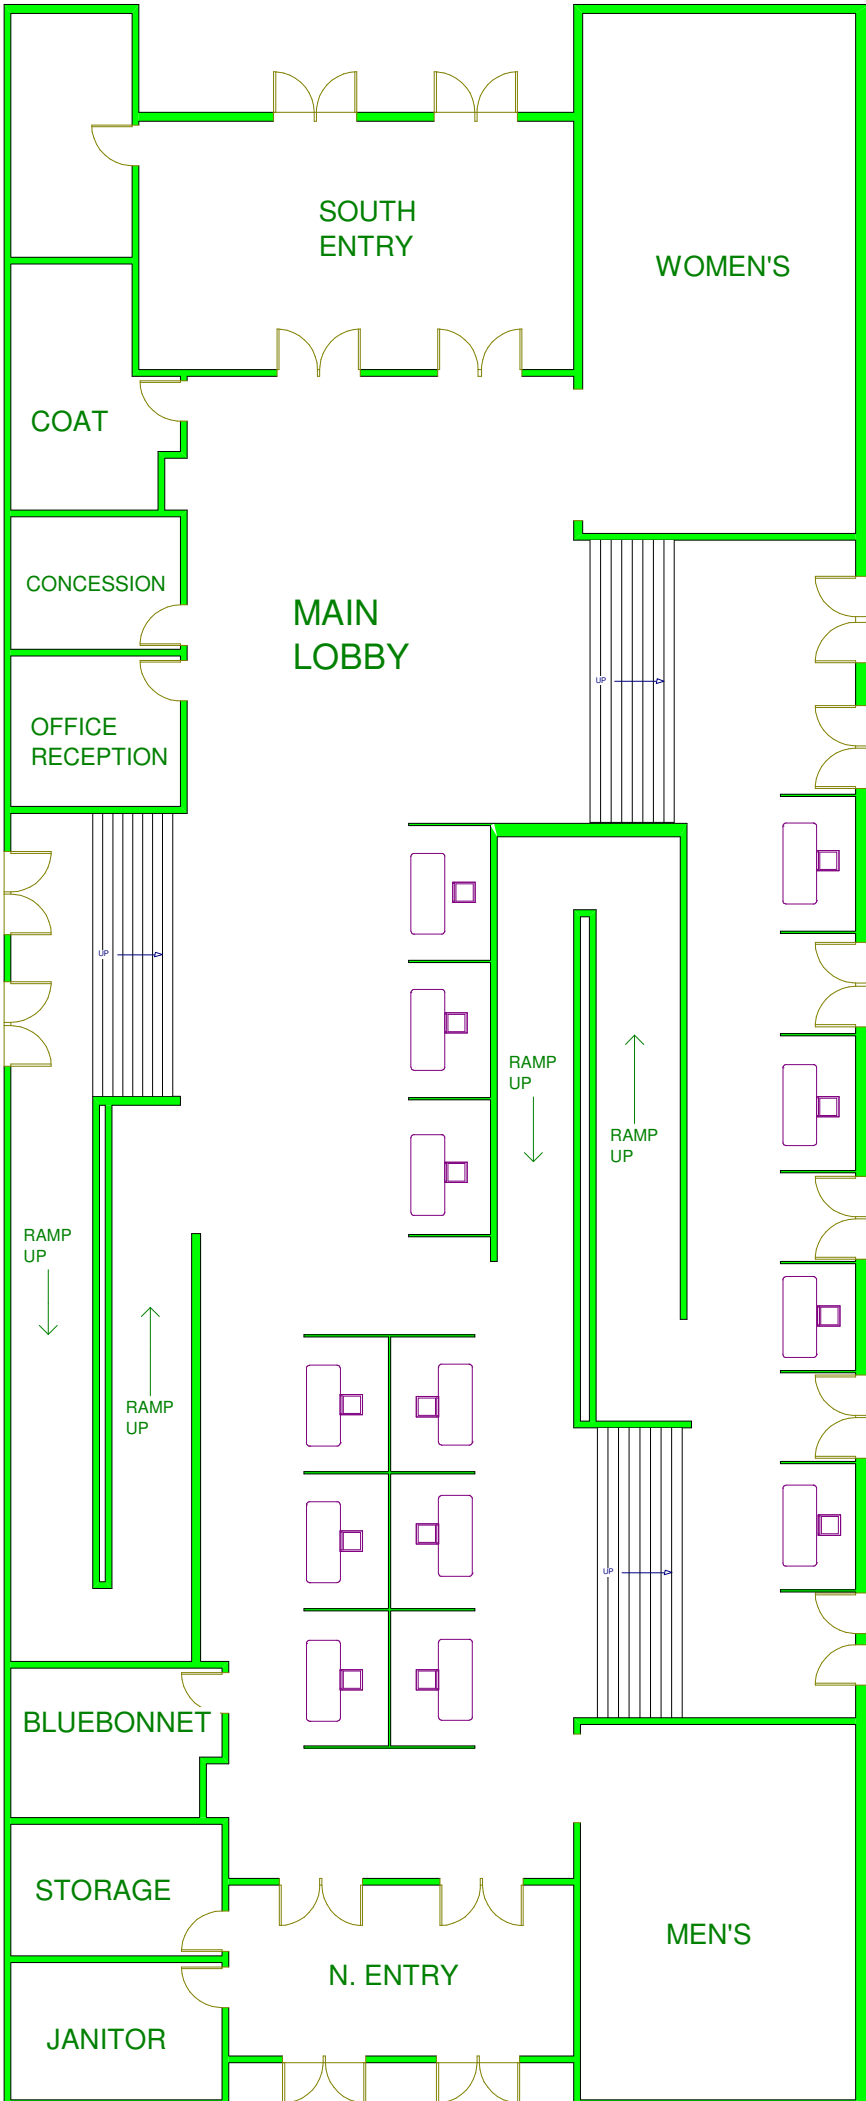 SOUTH
ENTRY
WOMEN'S
COAT
CONCESSION
MAIN
LOBBY
UP
OFFICE
RECEPTION
UP
RAMP
UP
RAMP
UP
RAMP
UP
RAMP
UP
UP
BLUEBONNET
STORAGE
MEN'S
N. ENTRY
JANITOR